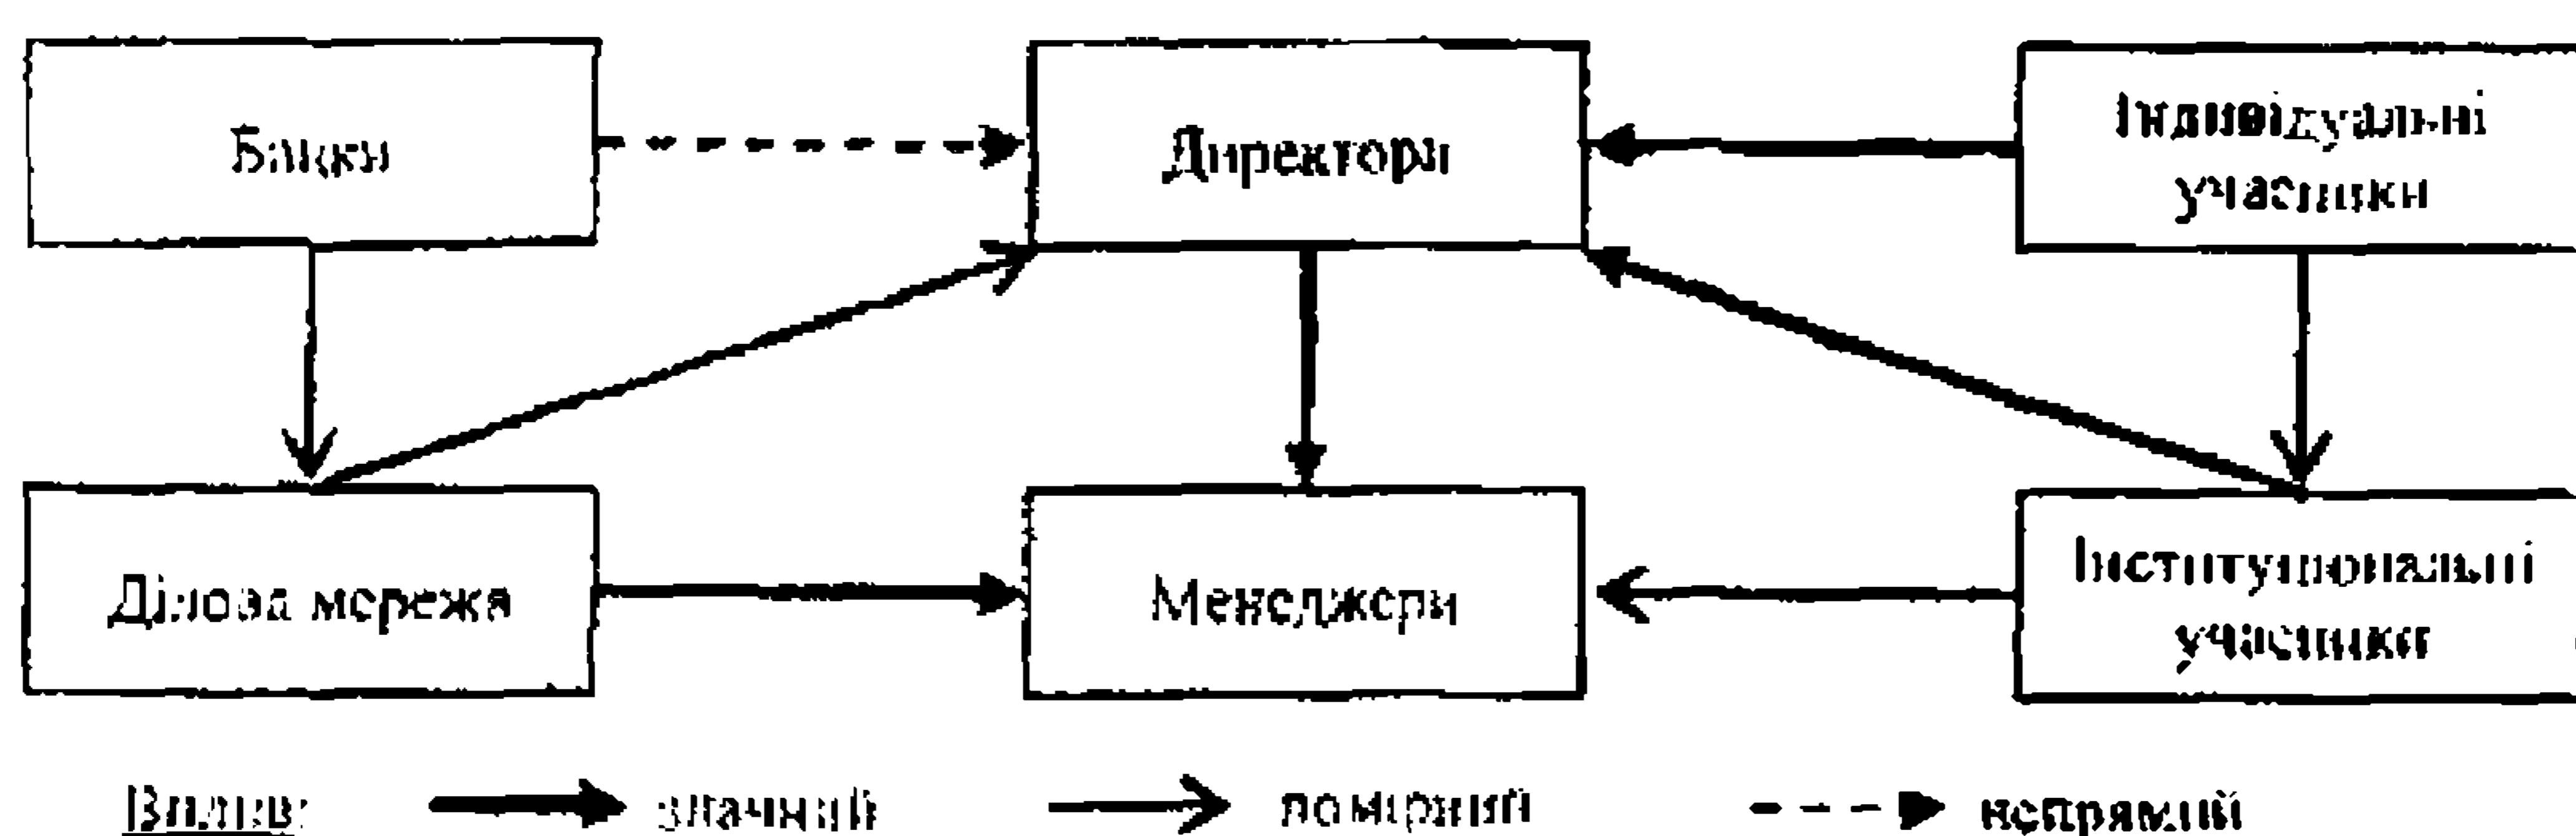 Банки
Директори
Індивідуальні
учасники
Ділова мережа
Менеджери
Інституціональні
учасники
Вплив: значний помірний непрямий